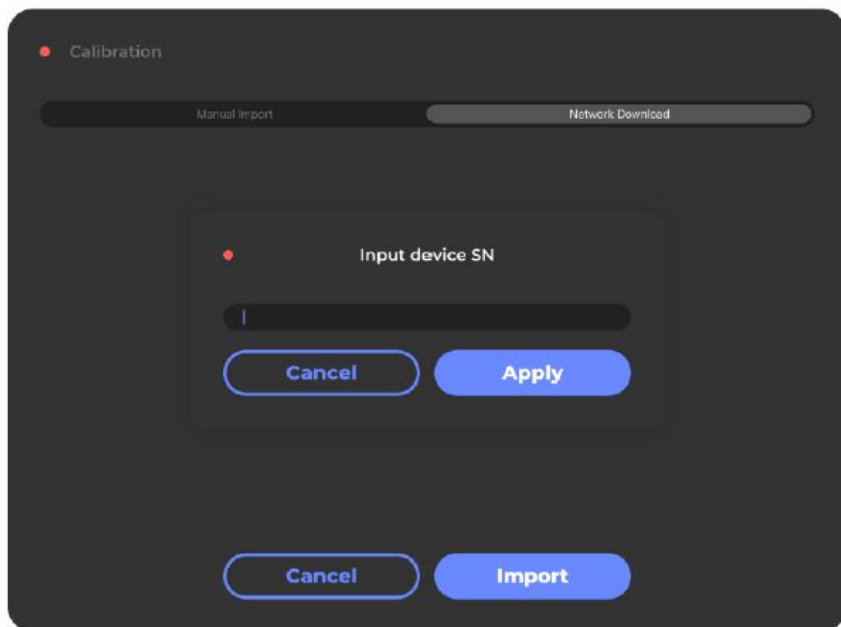 Calibration
Manual Import Network Download
Input device SN
Cancel Apply
Cancel Import